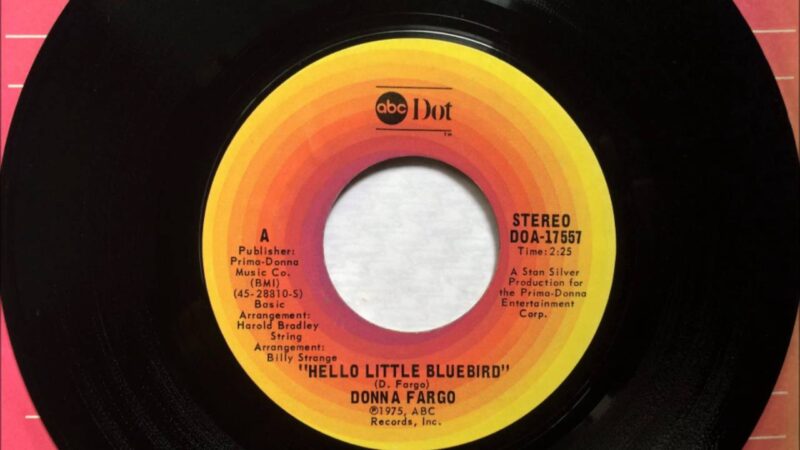 abc Dot
TM
A
Publisher:
Prima-Donna
Music Co.
(BMI)
(45-28810-S)
Basic
Arrangement:
Harold Bradley
String
Arrangement:
Billy Strange
STEREO
DOA-17557
Time: 2:25
A Stan Silver
Production for
the Prima-Donna
Entertainment
Corp.
"HELLO LITTLE BLUEBIRD"
(D. Fargo)
DONNA FARGO
℗1975, ABC
Records, Inc.